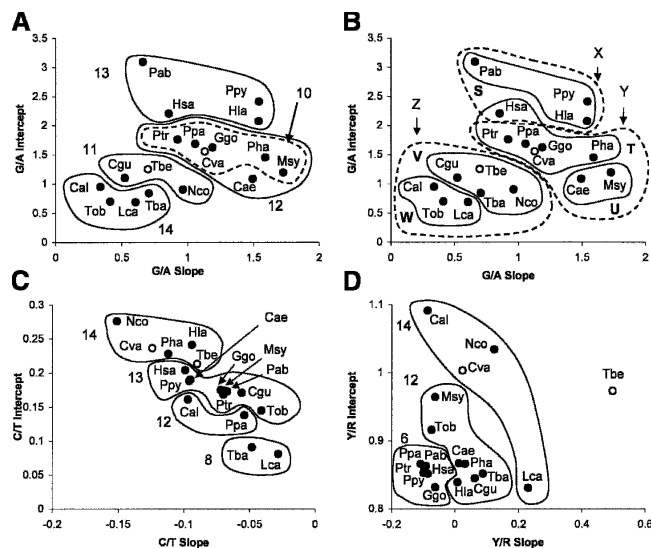 A
G/A Intercept
3.5
3
2.5
2
1.5
1
0.5
0
13
Pab
Ppy
Hsa
Hla
10
Ptr
Ppa
Ggo
Cva
Pha
Msy
11
Cgu
Tbe
Cae
Cal
Nco
12
Tob
Lca
Tba
14
0 0.5 1 1.5 2
G/A Slope
B
G/A Intercept
3.5
3
2.5
2
1.5
1
0.5
0
X
Pab
S
Ppy
Y
Hsa
Hla
Z
Ptr
Ppa
Ggo
Pha
T
Cva
V
Cgu
Tbe
Cal
Cae
Msy
Tba
Nco
U
W
Tob
Lca
0 0.5 1 1.5 2
G/A Slope
C
C/T Intercept
0.3
0.25
0.2
0.15
0.1
0.05
0
14
Nco
Cae
Cva
Pha
Hla
Ggo
Tbe
Msy
Hsa
Pab
13
Ppy
Ptr
Cgu
Cal
Tob
12
Ppa
8
Tba
Lca
-0.2 -0.15 -0.1 -0.05 0
C/T Slope
D
Y/R Intercept
1.1
1
0.9
0.8
14
Cal
Nco
Cva
Tbe
12
Msy
Tob
6
Ppa
Pab
Cae
Pha
Ptr
Hsa
Tba
Ppy
Lca
Ggo
Hla
Cgu
-0.2 0 0.2 0.4 0.6
Y/R Slope